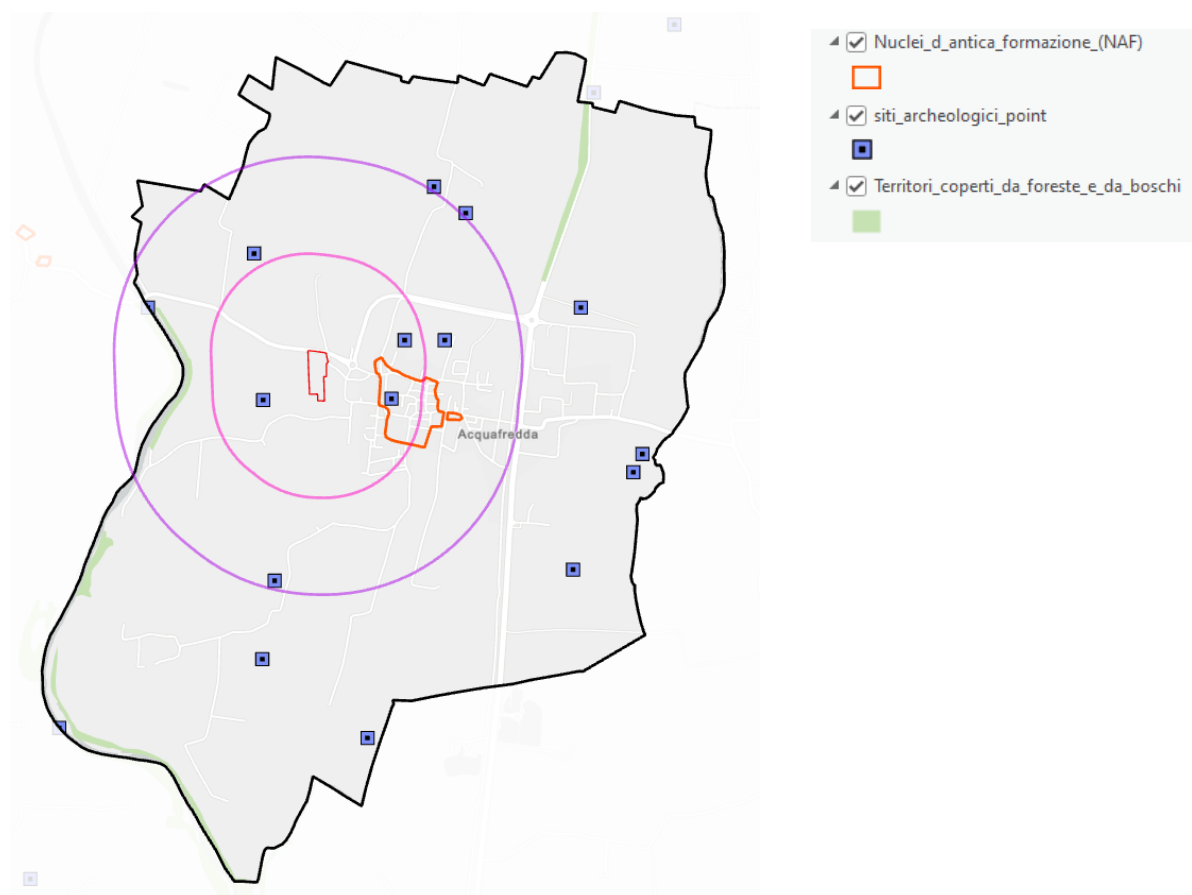 Nuclei_d_antica_formazione_(NAF)
siti_archeologici_point
Territori_coperti_da_foreste_e_da_boschi
Acquafredda